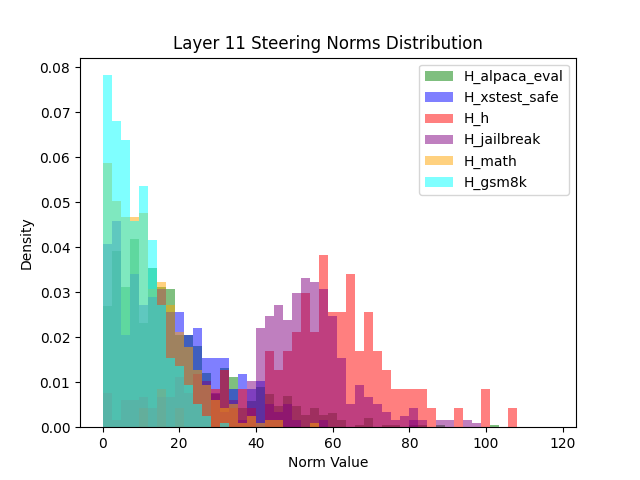 Layer 11 Steering Norms Distribution
0.08
0.07
0.06
0.05
0.04
0.03
0.02
0.01
0.00
Density
H_alpaca_eval
H_xstest_safe
H_h
H_jailbreak
H_math
H_gsm8k
0 20 40 60 80 100 120
Norm Value